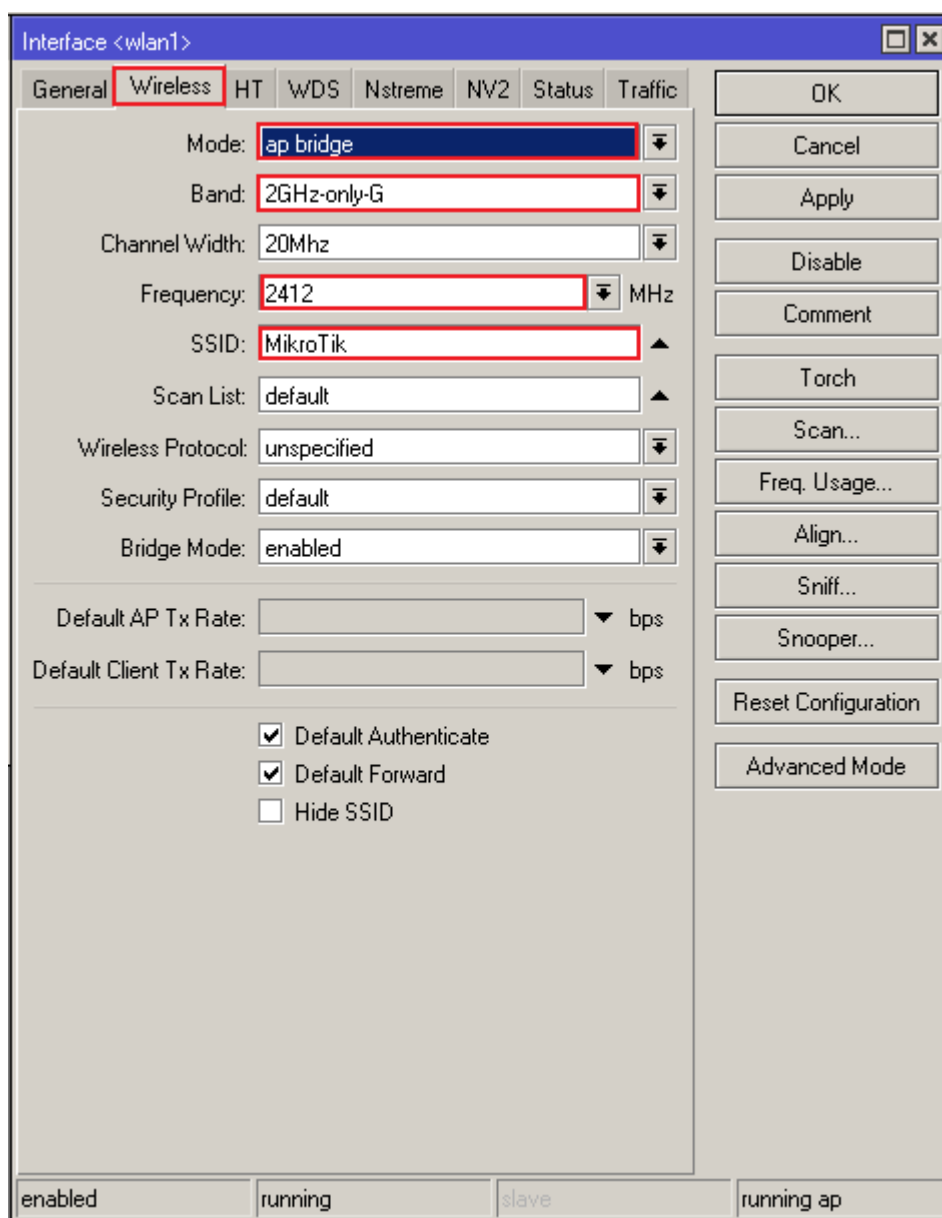 Interface <wlan1>
General Wireless HT WDS Nstreme NV2 Status Traffic
Mode: ap bridge
Band: 2GHz-only-G
Channel Width: 20Mhz
Frequency: 2412 MHz
SSID: MikroTik
Scan List: default
Wireless Protocol: unspecified
Security Profile: default
Bridge Mode: enabled
Default AP Tx Rate: bps
Default Client Tx Rate: bps
Default Authenticate
Default Forward
Hide SSID
OK
Cancel
Apply
Disable
Comment
Torch
Scan...
Freq. Usage...
Align...
Sniff...
Snooper...
Reset Configuration
Advanced Mode
enabled running slave running ap